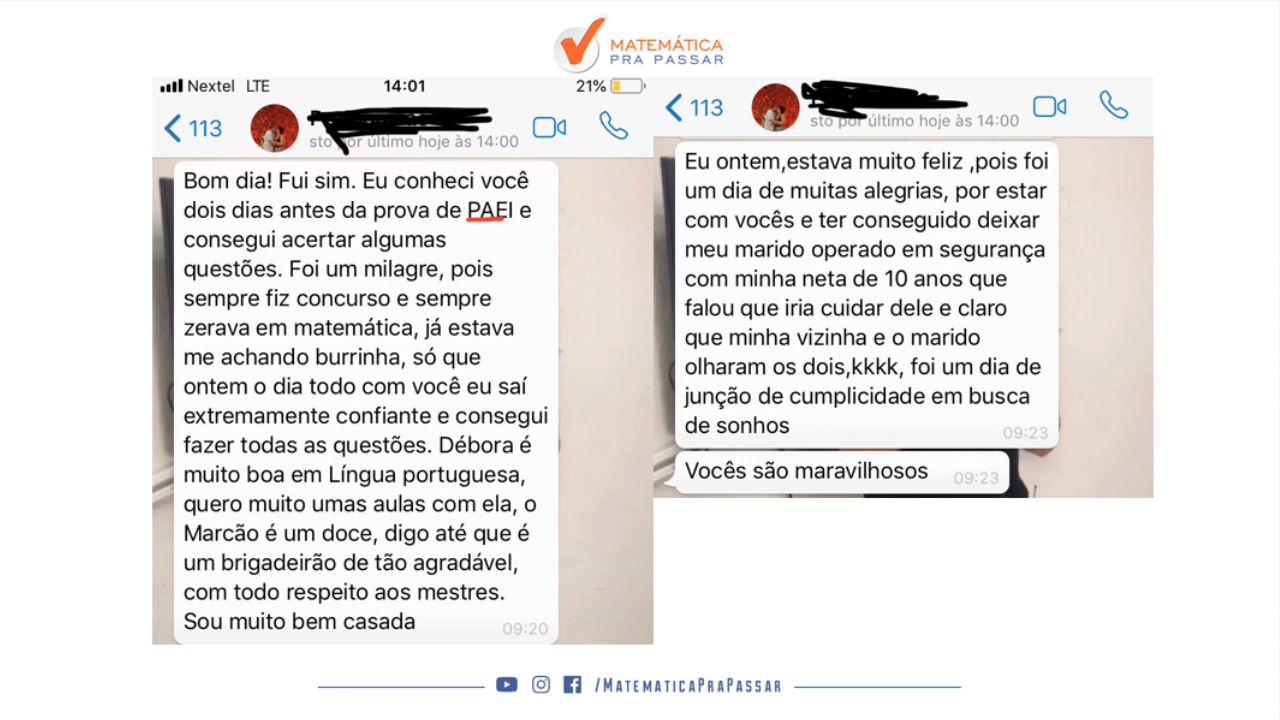 MATEMÁTICA
PRA PASSAR
Nextel LTE
14:01
21%
113
sto por último hoje às 14:00
Bom dia! Fui sim. Eu conheci você
dois dias antes da prova de PAEI e
consegui acertar algumas
questões. Foi um milagre, pois
sempre fiz concurso e sempre
zerava em matemática, já estava
me achando burrinha, só que
ontem o dia todo com você eu saí
extremamente confiante e consegui
fazer todas as questões. Débora é
muito boa em Língua portuguesa,
quero muito umas aulas com ela, o
Marcão é um doce, digo até que é
um brigadeirão de tão agradável,
com todo respeito aos mestres.
Sou muito bem casada
09:20
113
sto por último hoje às 14:00
Eu ontem,estava muito feliz ,pois foi
um dia de muitas alegrias, por estar
com vocês e ter conseguido deixar
meu marido operado em segurança
com minha neta de 10 anos que
falou que iria cuidar dele e claro
que minha vizinha e o marido
olharam os dois,kkkk, foi um dia de
junção de cumplicidade em busca
de sonhos
09:23
Vocês são maravilhosos
09:23
/MATEMATICAPRAPASSAR